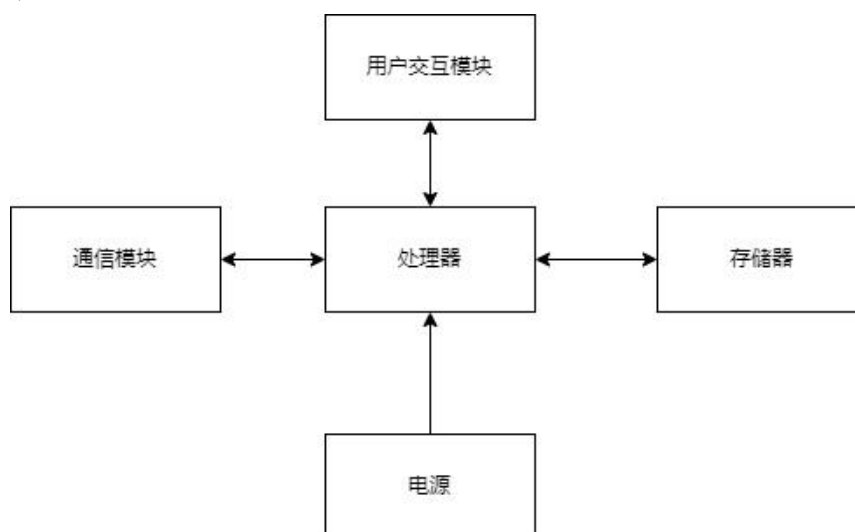 用户交互模块
通信模块
处理器
存储器
电源